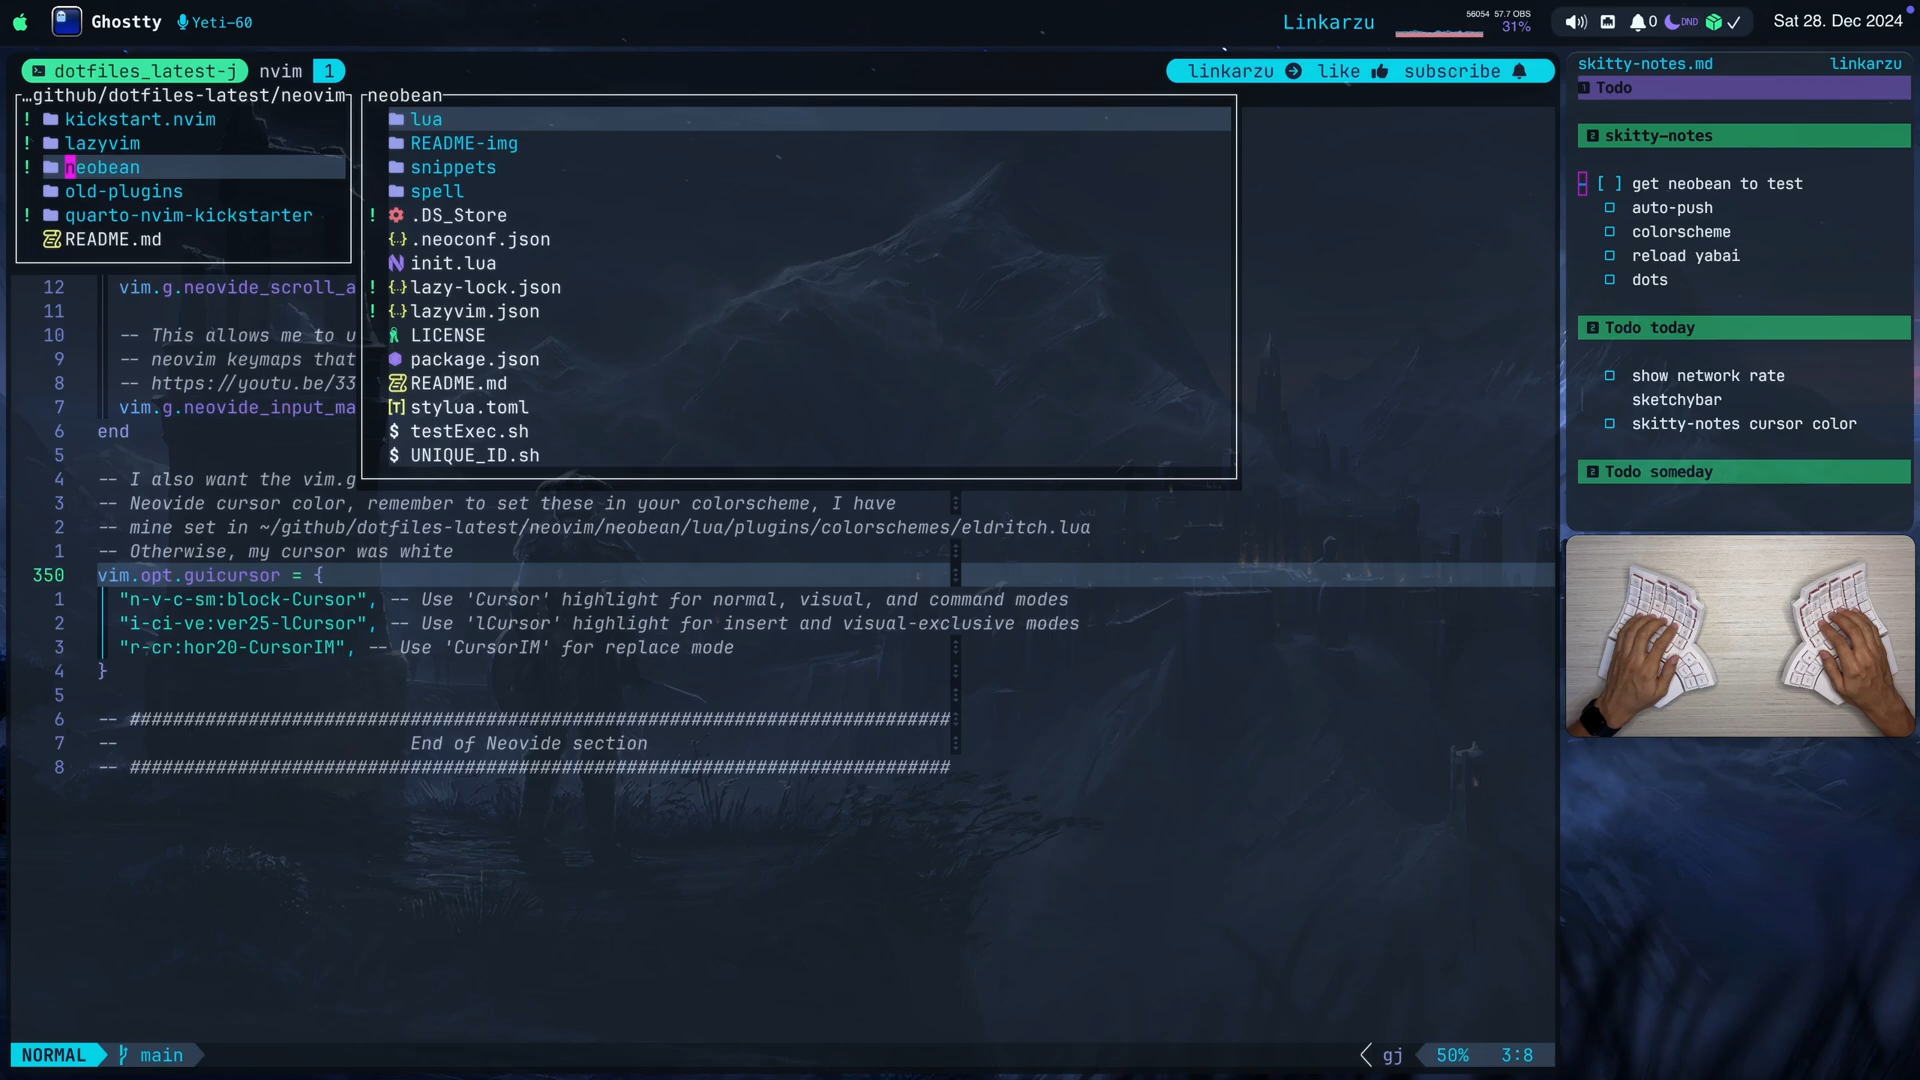 Ghostty Yeti-60
Linkarzu
56054 57.7 OBS
31%
0 DND
Sat 28. Dec 2024
dotfiles_latest-j nvim 1
linkarzu like subscribe
…github/dotfiles-latest/neovim
! kickstart.nvim
! lazyvim
! neobean
old-plugins
! quarto-nvim-kickstarter
README.md
neobean
lua
README-img
snippets
spell
! .DS_Store
.neoconf.json
init.lua
! lazy-lock.json
! lazyvim.json
LICENSE
package.json
README.md
stylua.toml
$ testExec.sh
$ UNIQUE_ID.sh
12 vim.g.neovide_scroll_a
11
10 -- This allows me to u
9 -- neovim keymaps that
8 -- https://youtu.be/33
7 vim.g.neovide_input_ma
6 end
5
4 -- I also want the vim.g
3 -- Neovide cursor color, remember to set these in your colorscheme, I have
2 -- mine set in ~/github/dotfiles-latest/neovim/neobean/lua/plugins/colorschemes/eldritch.lua
1 -- Otherwise, my cursor was white
350 vim.opt.guicursor = {
1 "n-v-c-sm:block-Cursor", -- Use 'Cursor' highlight for normal, visual, and command modes
2 "i-ci-ve:ver25-lCursor", -- Use 'lCursor' highlight for insert and visual-exclusive modes
3 "r-cr:hor20-CursorIM", -- Use 'CursorIM' for replace mode
4 }
5
6 -- ############################################################################
7 -- End of Neovide section
8 -- ############################################################################
NORMAL main
gj 50% 3:8
skitty-notes.md linkarzu
1 Todo
2 skitty-notes
- [ ] get neobean to test
auto-push
colorscheme
reload yabai
dots
2 Todo today
show network rate
sketchybar
skitty-notes cursor color
2 Todo someday